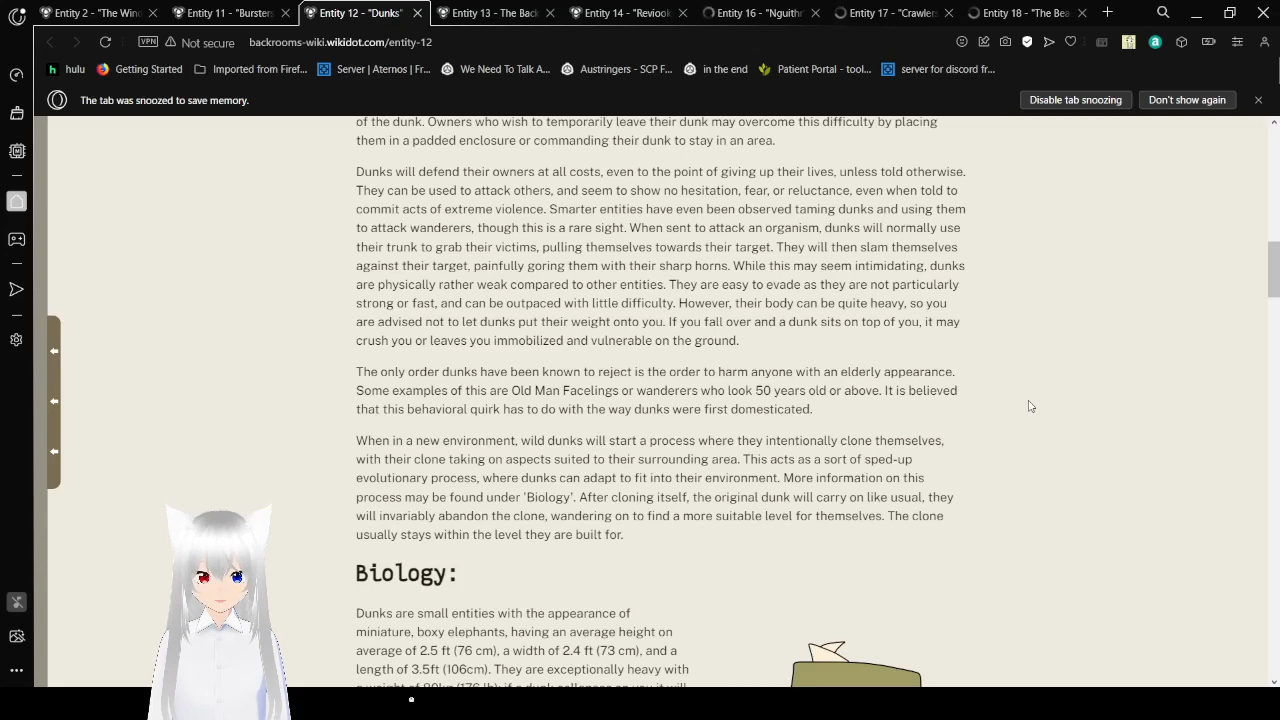 Entity 2 - "The Wind
Entity 11 - "Bursters
Entity 12 - "Dunks"
Entity 13 - The Back
Entity 14 - "Reviook
Entity 16 - "Nguithr
Entity 17 - "Crawlers
Entity 18 - "The Bea
VPN
Not secure
backrooms-wiki.wikidot.com/entity-12
hulu
Getting Started
Imported from Firef...
Server | Aternos | Fr...
We Need To Talk A...
Austringers - SCP F...
in the end
Patient Portal - tool...
server for discord fr...
The tab was snoozed to save memory.
Disable tab snoozing
Don't show again
of the dunk. Owners who wish to temporarily leave their dunk may overcome this difficulty by placing
them in a padded enclosure or commanding their dunk to stay in an area.
Dunks will defend their owners at all costs, even to the point of giving up their lives, unless told otherwise.
They can be used to attack others, and seem to show no hesitation, fear, or reluctance, even when told to
commit acts of extreme violence. Smarter entities have even been observed taming dunks and using them
to attack wanderers, though this is a rare sight. When sent to attack an organism, dunks will normally use
their trunk to grab their victims, pulling themselves towards their target. They will then slam themselves
against their target, painfully goring them with their sharp horns. While this may seem intimidating, dunks
are physically rather weak compared to other entities. They are easy to evade as they are not particularly
strong or fast, and can be outpaced with little difficulty. However, their body can be quite heavy, so you
are advised not to let dunks put their weight onto you. If you fall over and a dunk sits on top of you, it may
crush you or leaves you immobilized and vulnerable on the ground.
The only order dunks have been known to reject is the order to harm anyone with an elderly appearance.
Some examples of this are Old Man Facelings or wanderers who look 50 years old or above. It is believed
that this behavioral quirk has to do with the way dunks were first domesticated.
When in a new environment, wild dunks will start a process where they intentionally clone themselves,
with their clone taking on aspects suited to their surrounding area. This acts as a sort of sped-up
evolutionary process, where dunks can adapt to fit into their environment. More information on this
process may be found under 'Biology'. After cloning itself, the original dunk will carry on like usual, they
will invariably abandon the clone, wandering on to find a more suitable level for themselves. The clone
usually stays within the level they are built for.
Biology:
Dunks are small entities with the appearance of
miniature, boxy elephants, having an average height on
average of 2.5 ft (76 cm), a width of 2.4 ft (73 cm), and a
length of 3.5ft (106cm). They are exceptionally heavy with
a weight of 80kg (176 lb); if a dunk collapses on you it will